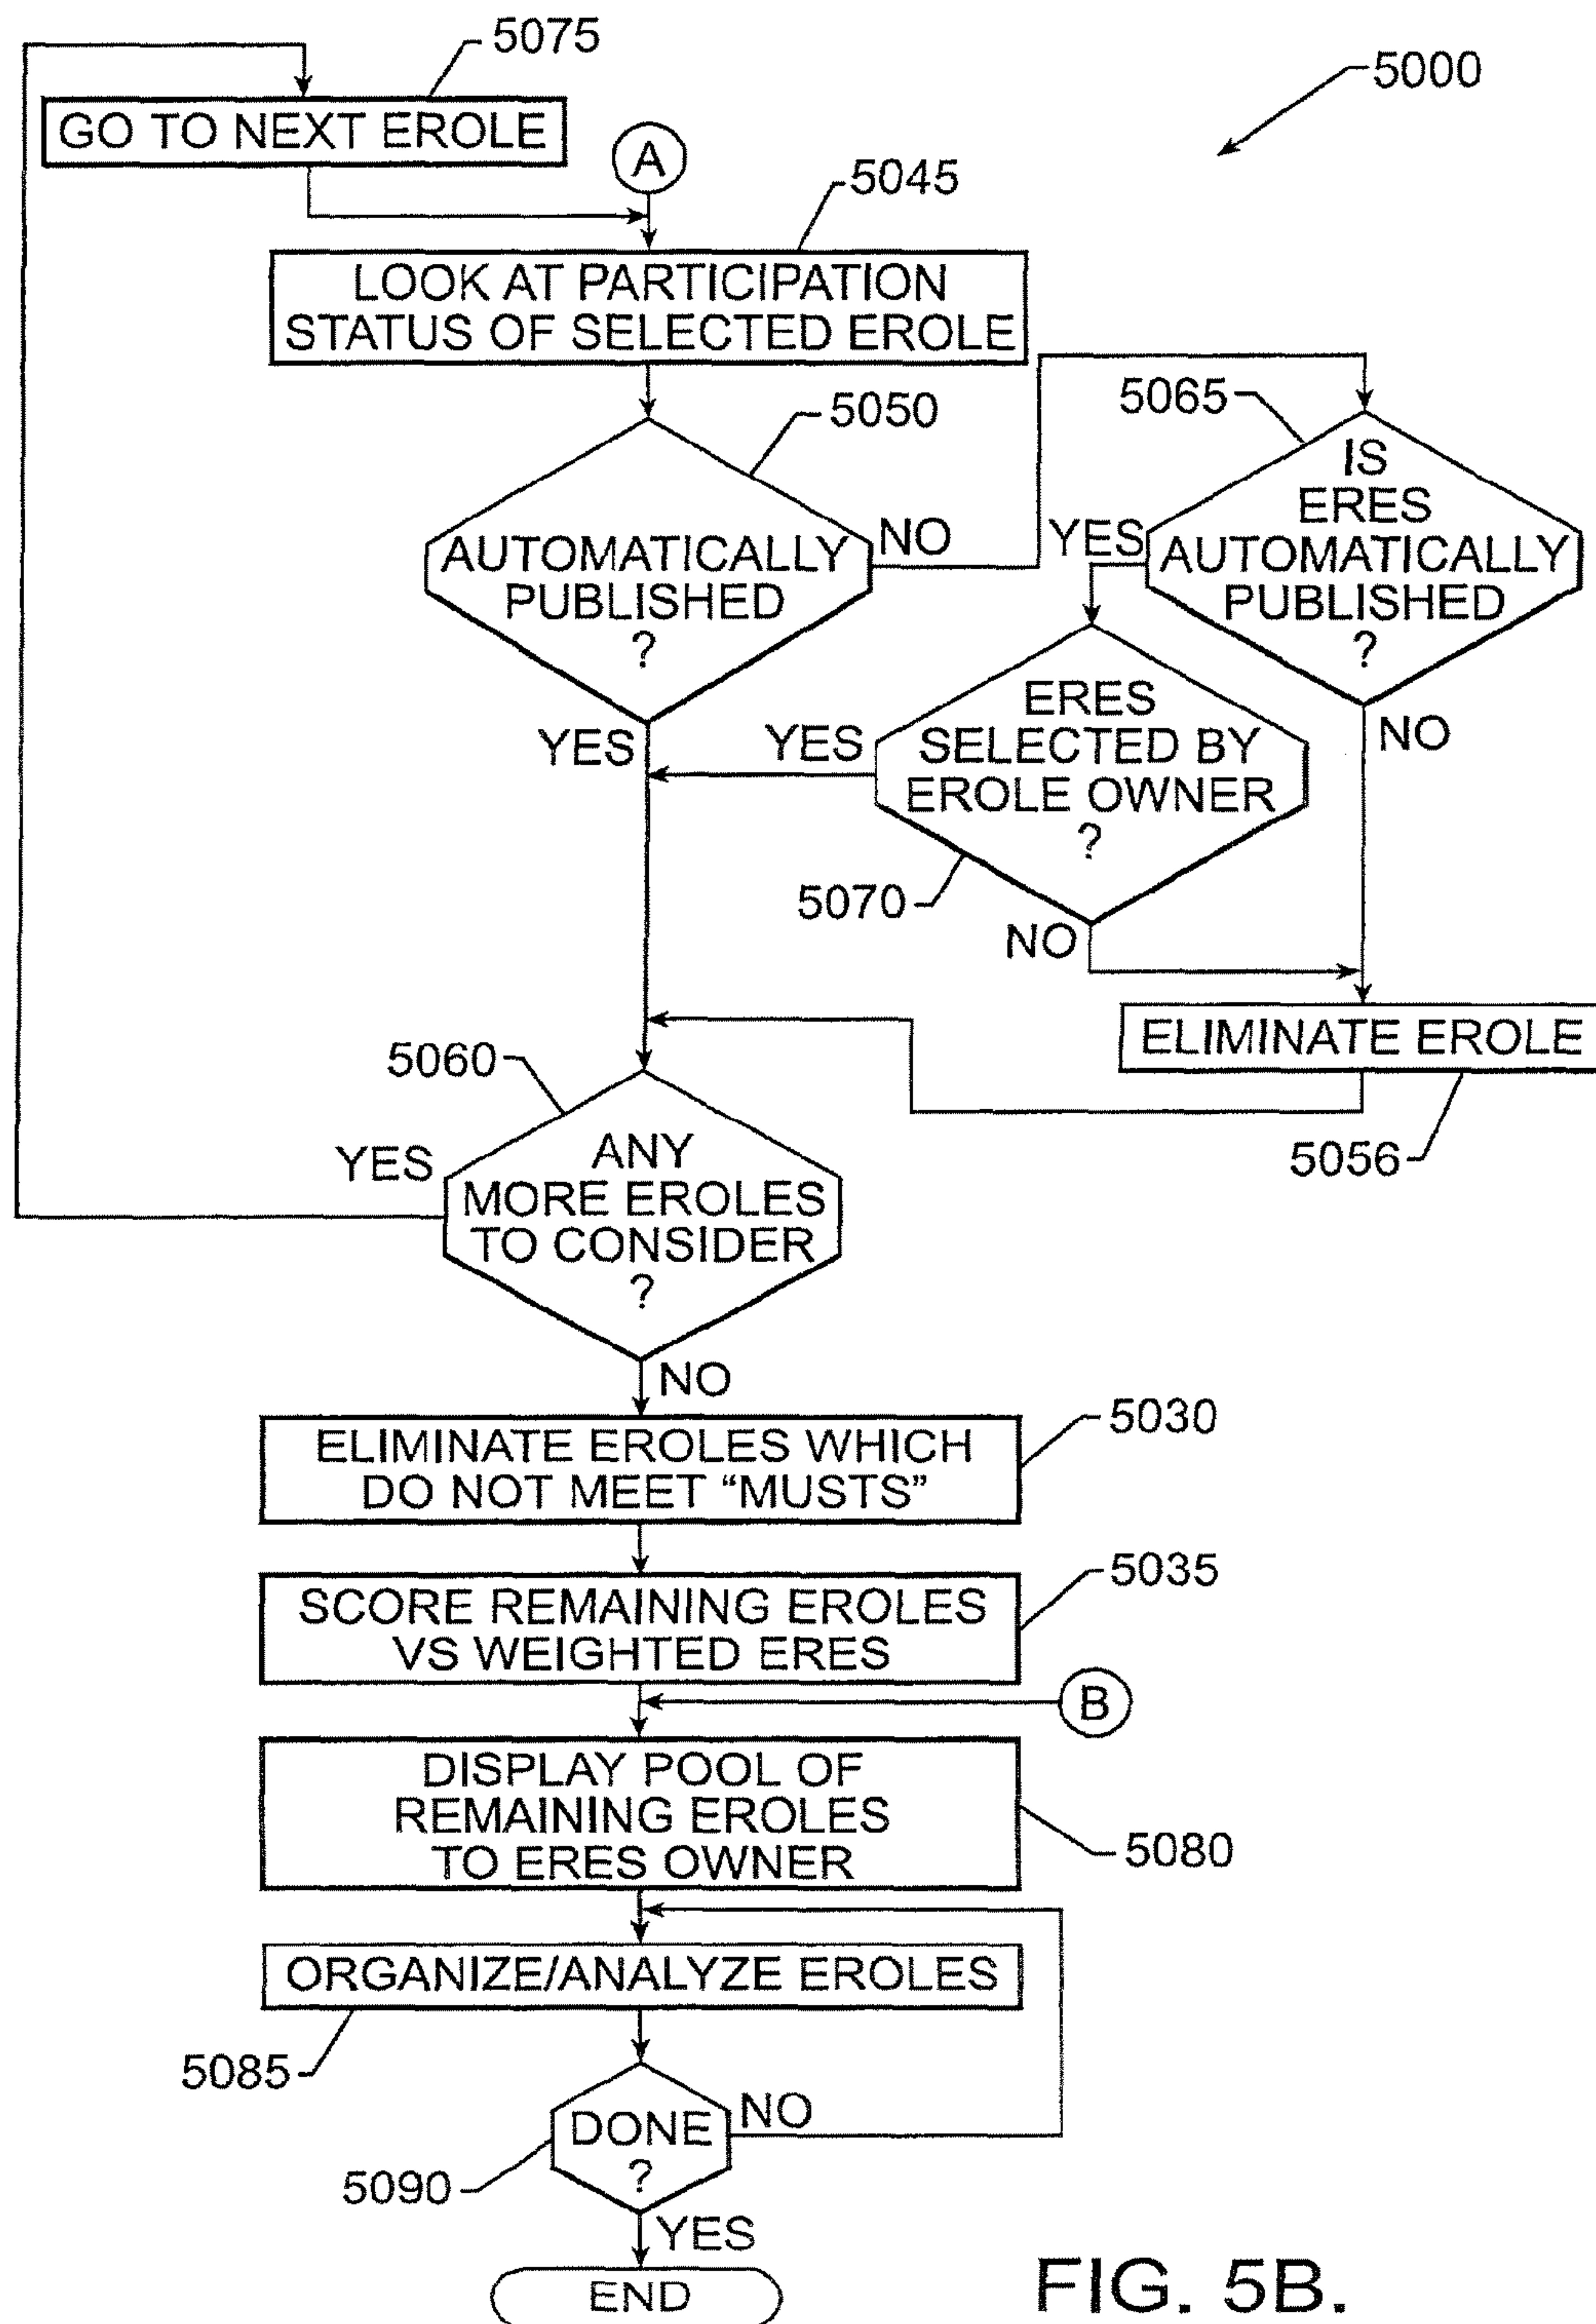 5075
5000
GO TO NEXT EROLE
A
5045
LOOK AT PARTICIPATION
STATUS OF SELECTED EROLE
5050
AUTOMATICALLY
PUBLISHED
?
NO
5065
IS
ERES
AUTOMATICALLY
PUBLISHED
?
YES
NO
ERES
SELECTED BY
EROLE OWNER
?
YES
YES
5070
NO
ELIMINATE EROLE
5056
5060
ANY
MORE EROLES
TO CONSIDER
?
YES
NO
5030
ELIMINATE EROLES WHICH
DO NOT MEET “MUSTS”
5035
SCORE REMAINING EROLES
VS WEIGHTED ERES
B
DISPLAY POOL OF
REMAINING EROLES
TO ERES OWNER
5080
ORGANIZE/ANALYZE EROLES
5085
DONE
?
NO
5090
YES
END
FIG. 5B.